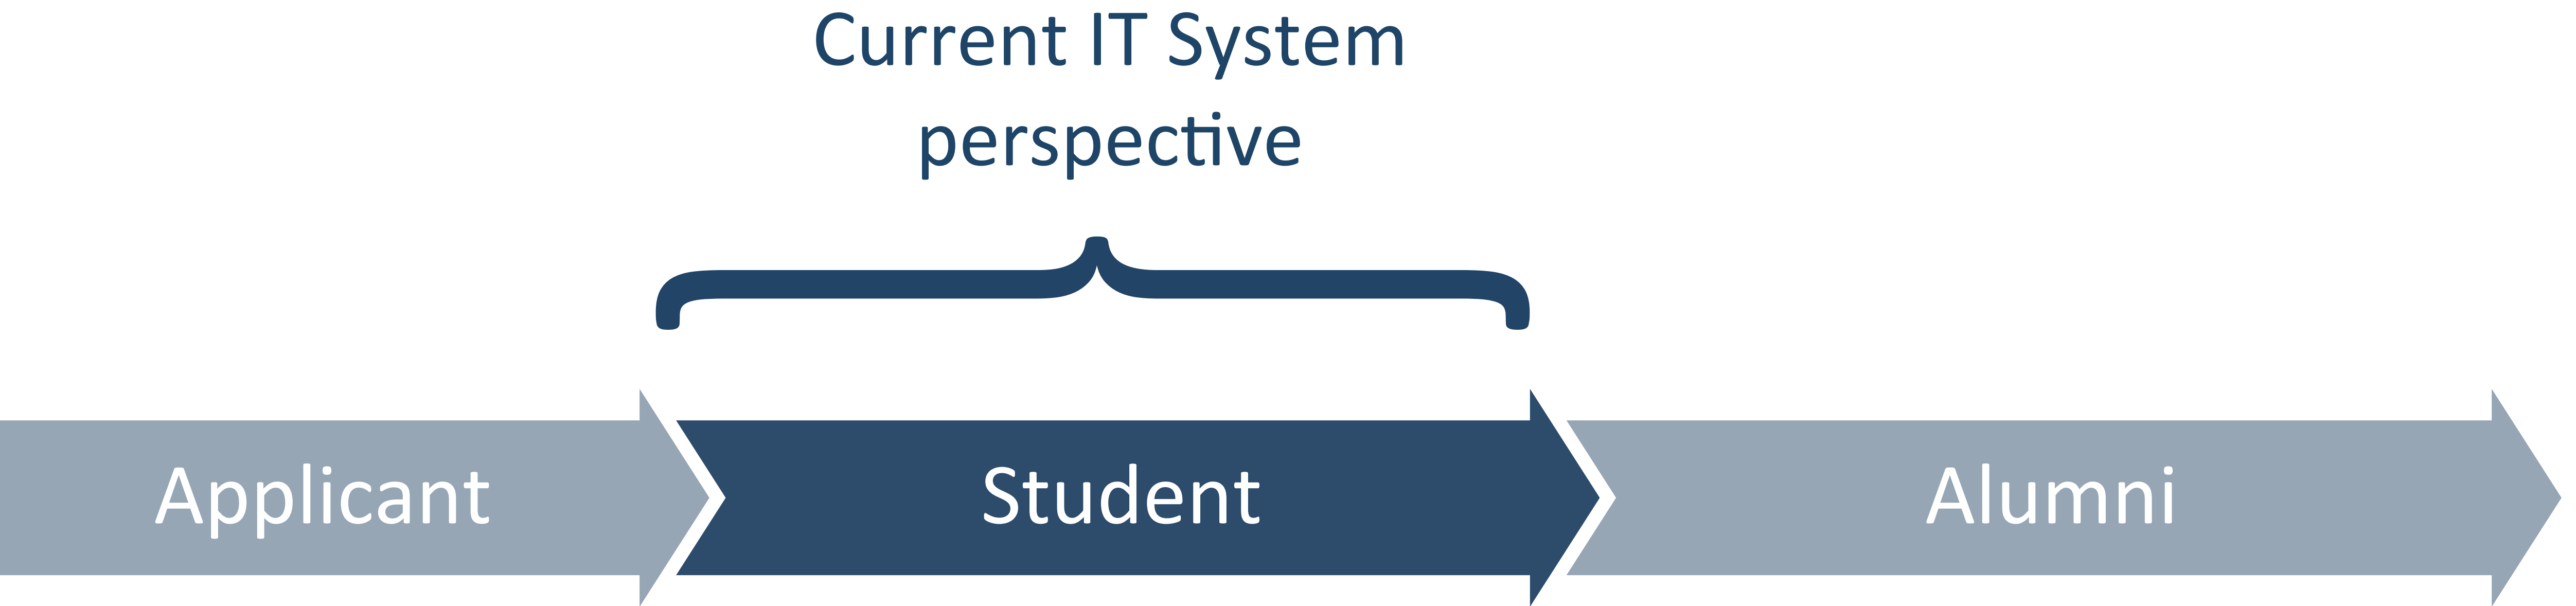 Current IT System
perspective
Applicant
Student
Alumni